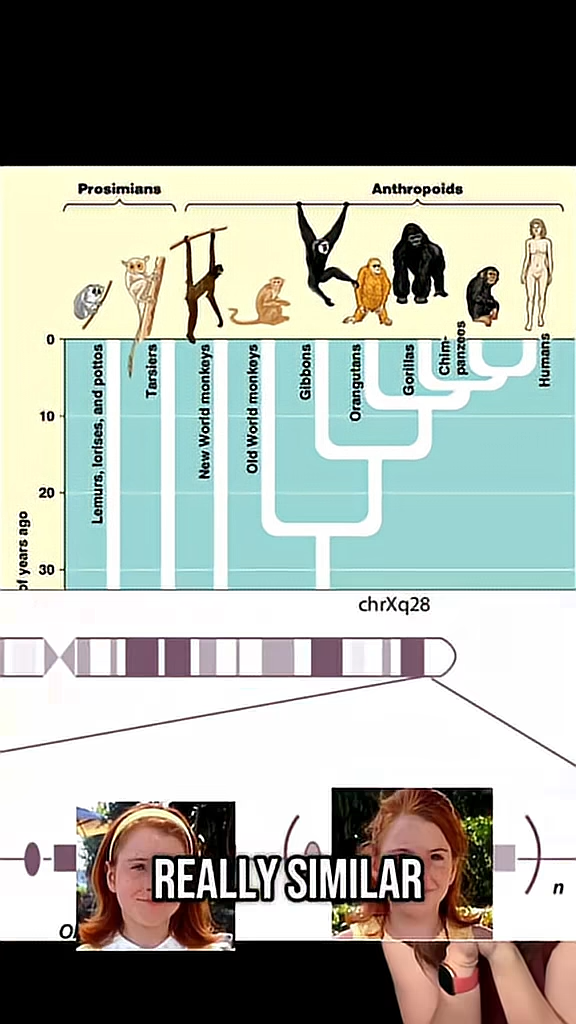 Prosimians
Anthropoids
0
10
20
30
of years ago
Lemurs, lorises, and pottos
Tarsiers
New World monkeys
Old World monkeys
Gibbons
Orangutans
Gorillas
Chim-
panzees
Humans
chrXq28
REALLY SIMILAR
O
n